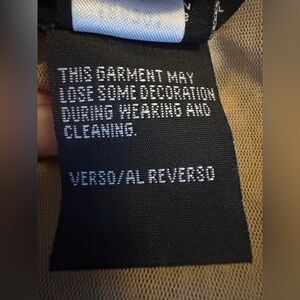 THIS GARMENT MAY
LOSE SOME DECORATION
DURING WEARING AND
CLEANING.
VERSO/AL REVERSO